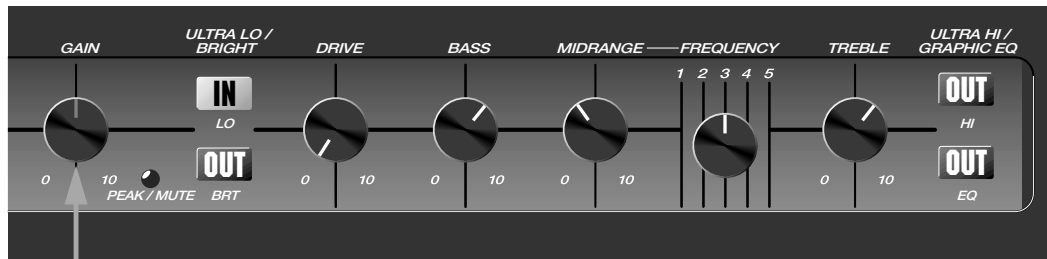 GAIN
ULTRA LO /
BRIGHT
DRIVE
BASS
MIDRANGE
FREQUENCY
TREBLE
ULTRA HI /
GRAPHIC EQ
1 2 3 4 5
IN
LO
OUT
HI
OUT
BRT
OUT
EQ
0 10
PEAK / MUTE
0 10
0 10
0 10
0 10